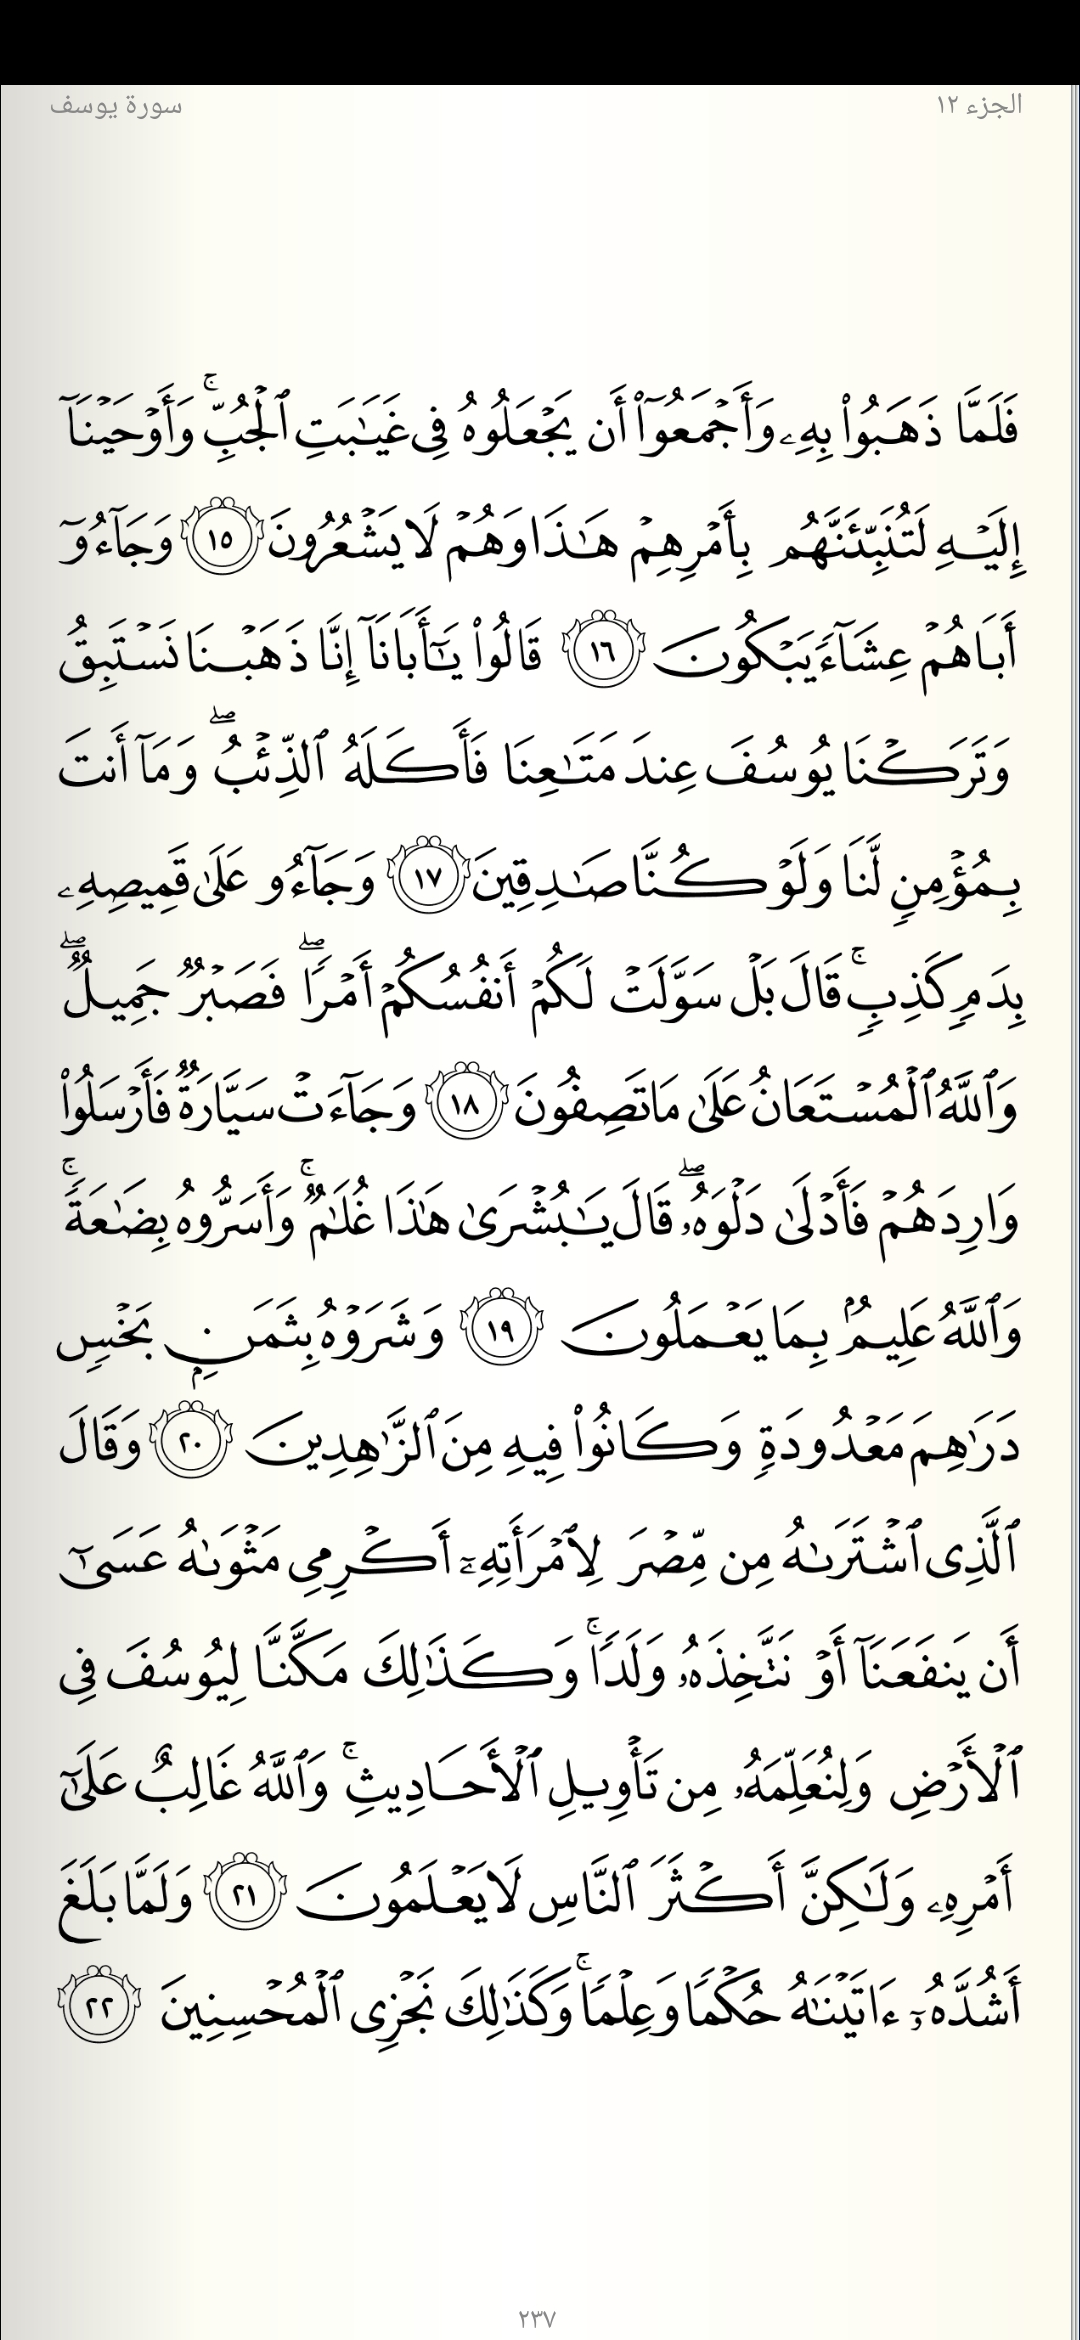 الجزء ١٢
سورة يوسف
فَلَمَّا ذَهَبُوا۟ بِهِۦ وَأَجْمَعُوٓا۟ أَن يَجْعَلُوهُ فِى غَيَـٰبَتِ ٱلْجُبِّ ۚ وَأَوْحَيْنَآ
إِلَيْهِ لَتُنَبِّئَنَّهُم بِأَمْرِهِمْ هَـٰذَا وَهُمْ لَا يَشْعُرُونَ ١٥ وَجَآءُوٓ
أَبَاهُمْ عِشَآءً يَبْكُونَ ١٦ قَالُوا۟ يَـٰٓأَبَانَآ إِنَّا ذَهَبْنَا نَسْتَبِقُ
وَتَرَكْنَا يُوسُفَ عِندَ مَتَـٰعِنَا فَأَكَلَهُ ٱلذِّئْبُ ۖ وَمَآ أَنتَ
بِمُؤْمِنٍ لَّنَا وَلَوْ كُنَّا صَـٰدِقِينَ ١٧ وَجَآءُو عَلَىٰ قَمِيصِهِۦ
بِدَمٍ كَذِبٍ ۚ قَالَ بَلْ سَوَّلَتْ لَكُمْ أَنفُسُكُمْ أَمْرًا ۖ فَصَبْرٌ جَمِيلٌ ۖ
وَٱللَّهُ ٱلْمُسْتَعَانُ عَلَىٰ مَا تَصِفُونَ ١٨ وَجَآءَتْ سَيَّارَةٌ فَأَرْسَلُوا۟
وَارِدَهُمْ فَأَدْلَىٰ دَلْوَهُۥ ۖ قَالَ يَـٰبُشْرَىٰ هَـٰذَا غُلَـٰمٌ ۚ وَأَسَرُّوهُ بِضَـٰعَةً ۚ
وَٱللَّهُ عَلِيمٌۢ بِمَا يَعْمَلُونَ ١٩ وَشَرَوْهُ بِثَمَنٍۭ بَخْسٍ
دَرَٰهِمَ مَعْدُودَةٍ وَكَانُوا۟ فِيهِ مِنَ ٱلزَّٰهِدِينَ ٢٠ وَقَالَ
ٱلَّذِى ٱشْتَرَىٰهُ مِن مِّصْرَ لِٱمْرَأَتِهِۦٓ أَكْرِمِى مَثْوَىٰهُ عَسَىٰٓ
أَن يَنفَعَنَآ أَوْ نَتَّخِذَهُۥ وَلَدًا ۚ وَكَذَٰلِكَ مَكَّنَّا لِيُوسُفَ فِى
ٱلْأَرْضِ وَلِنُعَلِّمَهُۥ مِن تَأْوِيلِ ٱلْأَحَادِيثِ ۚ وَٱللَّهُ غَالِبٌ عَلَىٰٓ
أَمْرِهِۦ وَلَـٰكِنَّ أَكْثَرَ ٱلنَّاسِ لَا يَعْلَمُونَ ٢١ وَلَمَّا بَلَغَ
أَشُدَّهُۥٓ ءَاتَيْنَـٰهُ حُكْمًا وَعِلْمًا ۚ وَكَذَٰلِكَ نَجْزِى ٱلْمُحْسِنِينَ ٢٢
٢٣٧